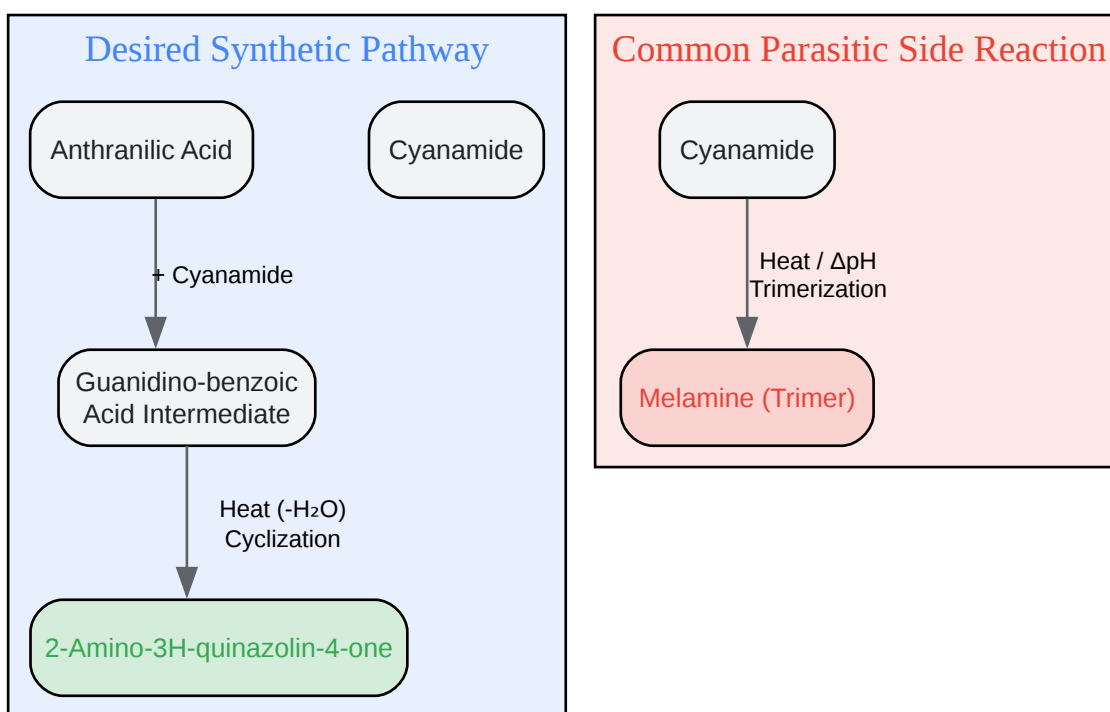 Desired Synthetic Pathway
Anthranilic Acid
Cyanamide
+ Cyanamide
Guanidino-benzoic
Acid Intermediate
Heat (-H₂O)
Cyclization
2-Amino-3H-quinazolin-4-one
Common Parasitic Side Reaction
Cyanamide
Heat / ΔpH
Trimerization
Melamine (Trimer)